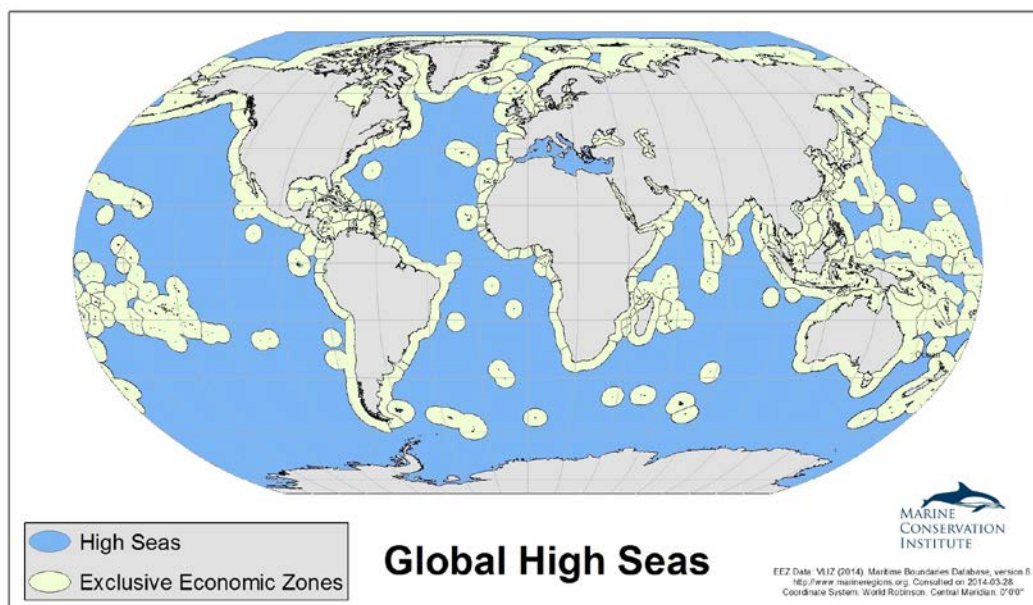 Ocean
High Seas
Exclusive Economic Zones
Global High Seas
MARINE
CONSERVATION
INSTITUTE
EEZ Data: VLIZ (2014). Maritime Boundaries Database, version 8.
http://www.marineregions.org. Consulted on 2014-03-28.
Coordinate System: World Robinson. Central Meridian: 0°0'0"